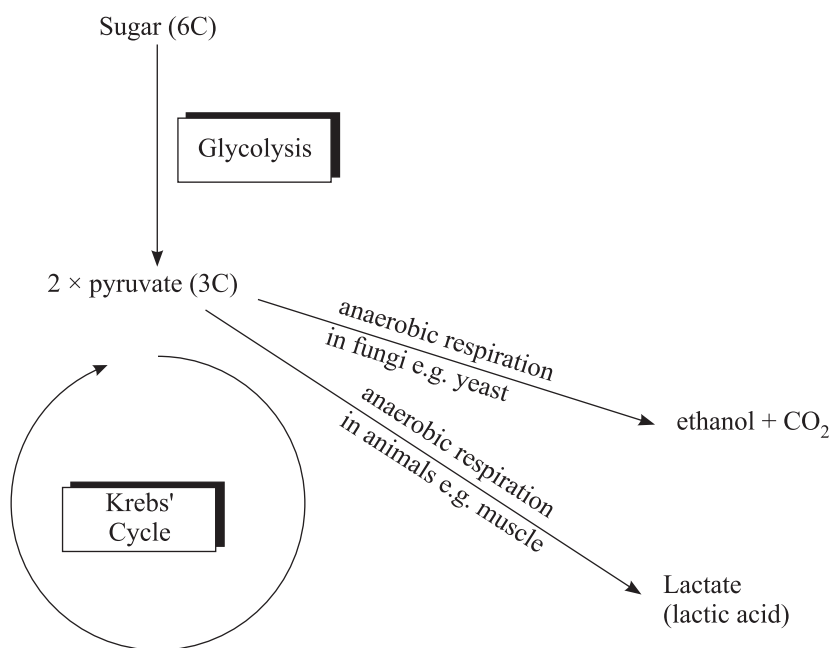 Sugar (6C)
Glycolysis
2 × pyruvate (3C)
anaerobic respiration
in fungi e.g. yeast
ethanol + CO₂
anaerobic respiration
in animals e.g. muscle
Lactate
(lactic acid)
Krebs'
Cycle